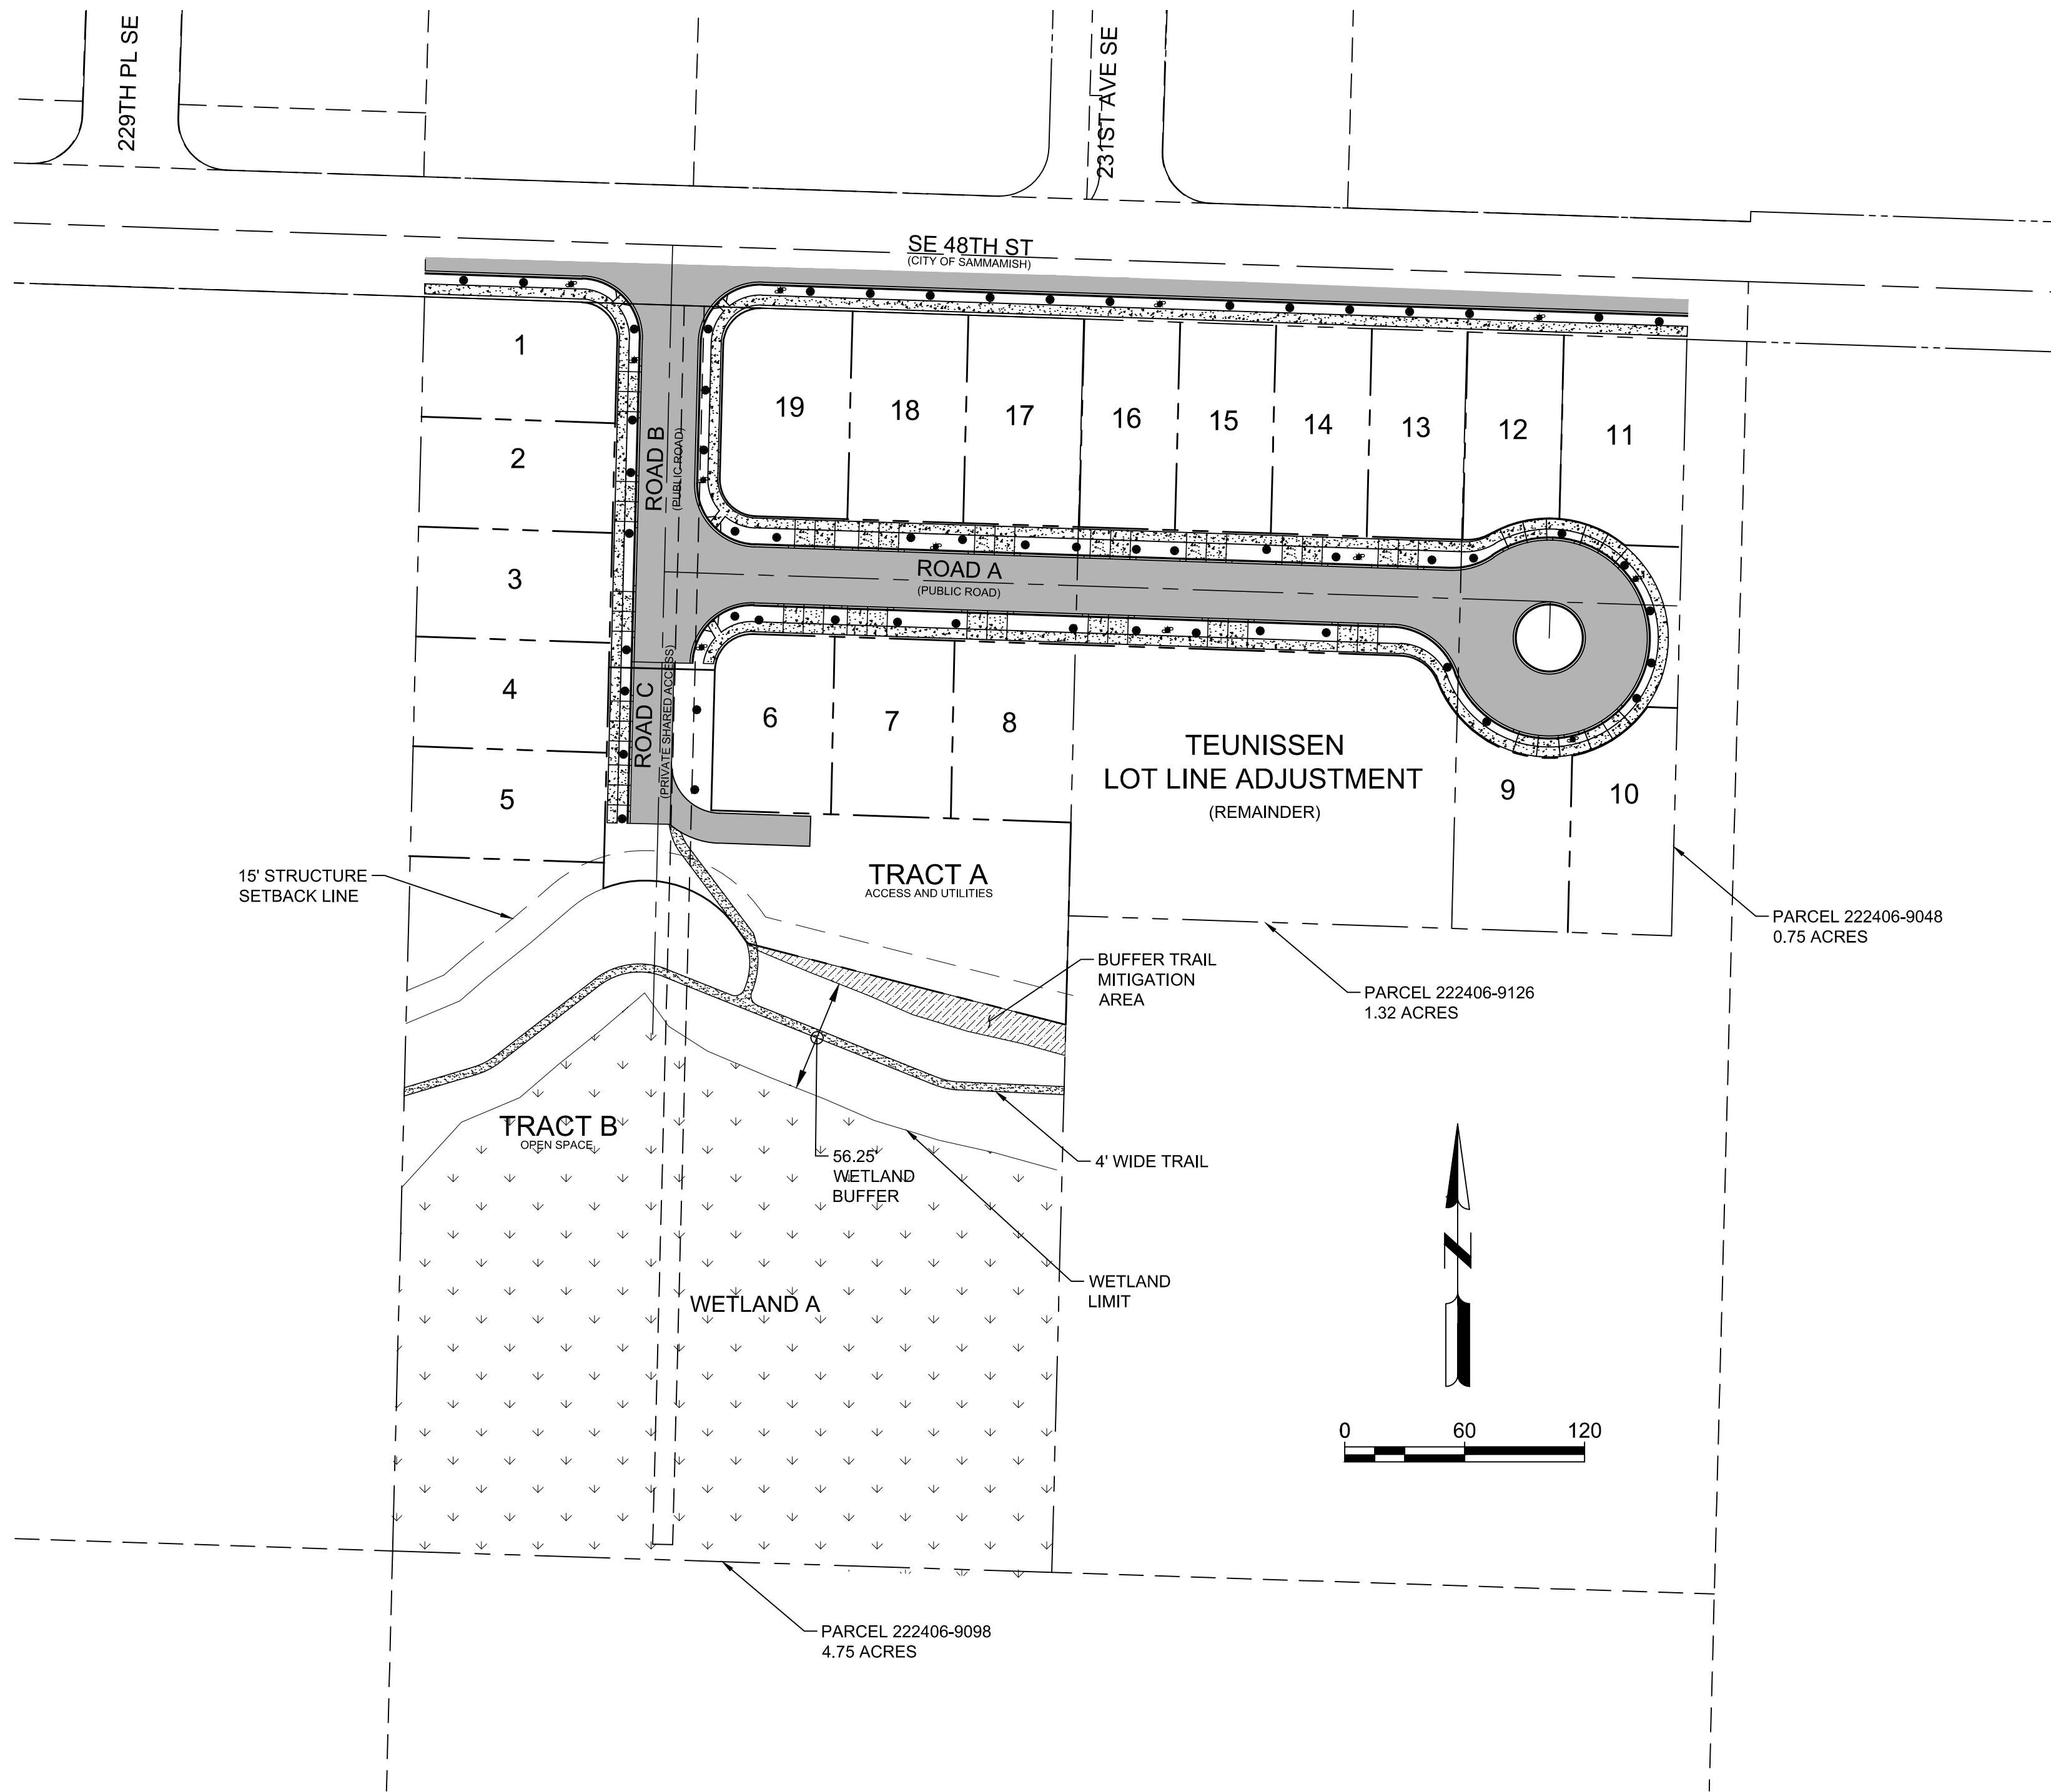 229TH PL SE
231ST AVE SE
SE 48TH ST
(CITY OF SAMMAMISH)
1
2
3
4
5
ROAD B
(PUBLIC ROAD)
19
18
17
16
15
14
13
12
11
ROAD A
(PUBLIC ROAD)
ROAD C
(PRIVATE SHARED ACCESS)
6
7
8
TEUNISSEN
LOT LINE ADJUSTMENT
(REMAINDER)
9
10
15' STRUCTURE
SETBACK LINE
TRACT A
ACCESS AND UTILITIES
PARCEL 222406-9048
0.75 ACRES
BUFFER TRAIL
MITIGATION
AREA
PARCEL 222406-9126
1.32 ACRES
TRACT B
OPEN SPACE
56.25'
WETLAND
BUFFER
4' WIDE TRAIL
WETLAND
LIMIT
WETLAND A
N
0 60 120
PARCEL 222406-9098
4.75 ACRES